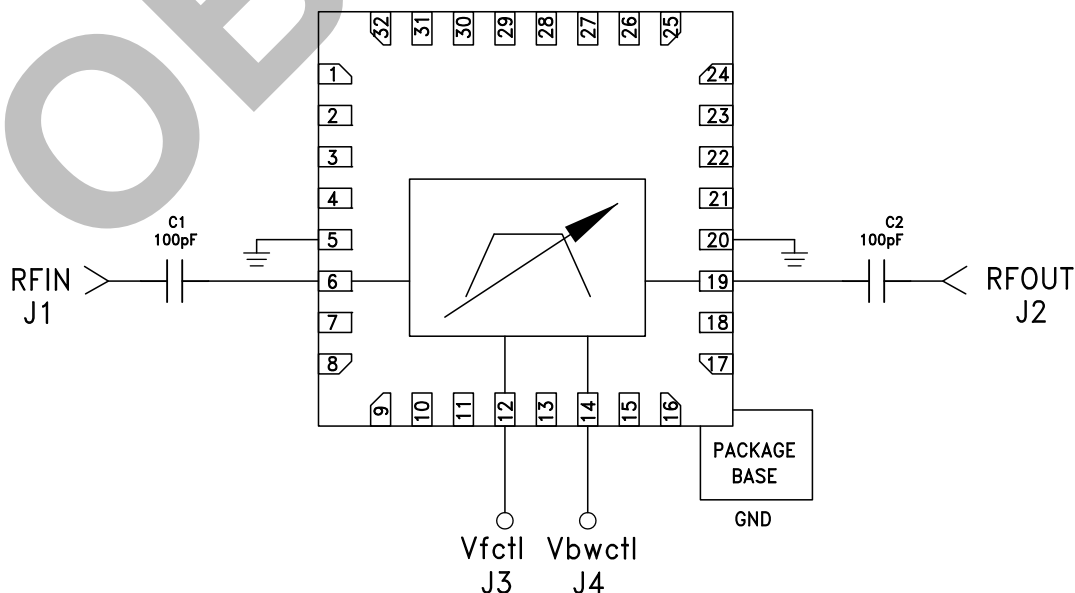 OB
32 31 30 29 28 27 26 25
1
2
3
4
5
6
7
8
24
23
22
21
20
19
18
17
9 10 11 12 13 14 15 16
C1
100pF
RFIN
J1
C2
100pF
RFOUT
J2
PACKAGE
BASE
GND
Vfctl
J3
Vbwctl
J4